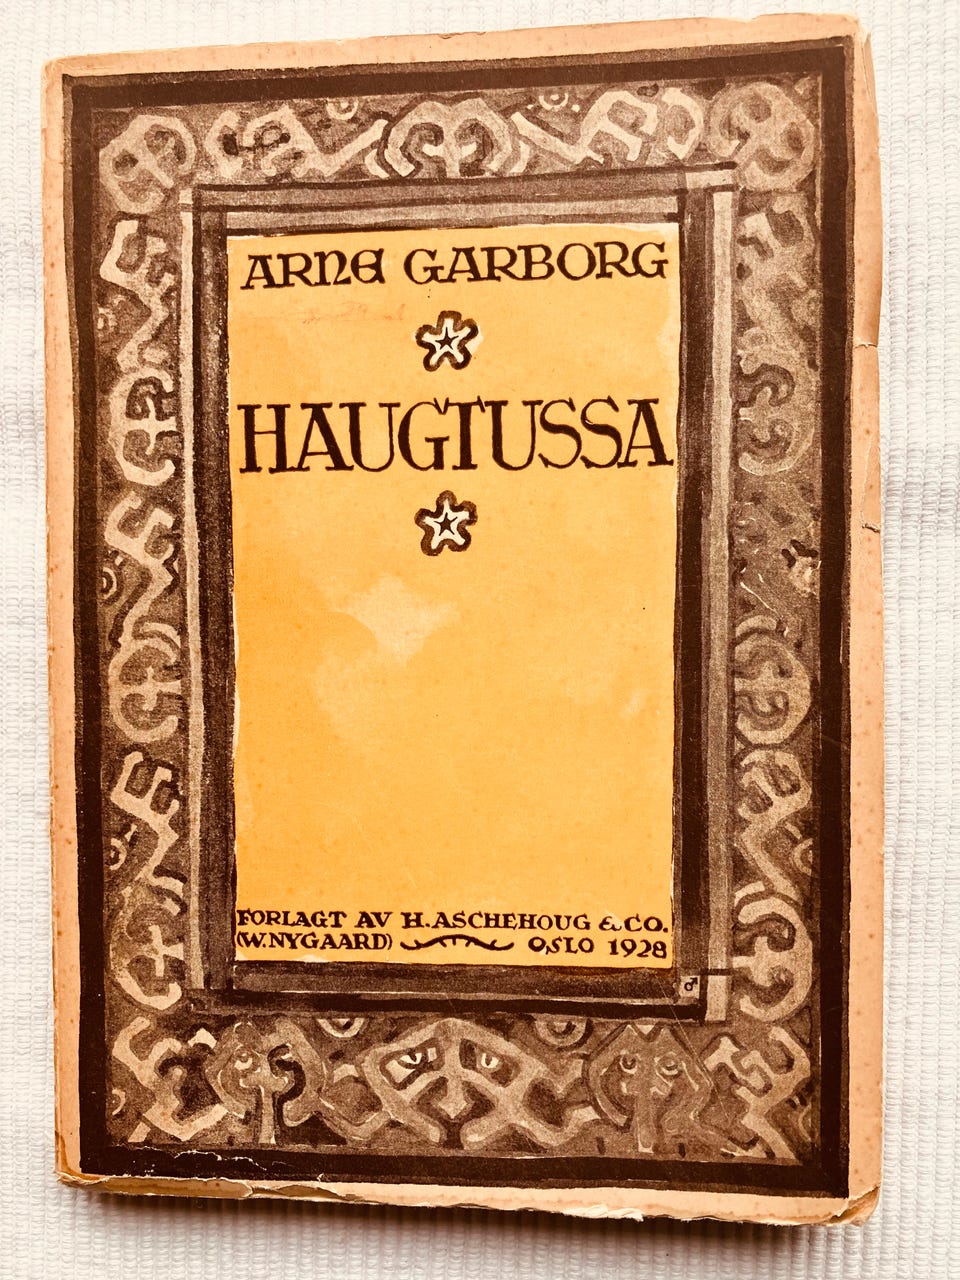 ARNE GARBORG
HAUGTUSSA
FORLAGT AV H. ASCHEHOUG & CO.
(W. NYGAARD) OSLO 1928